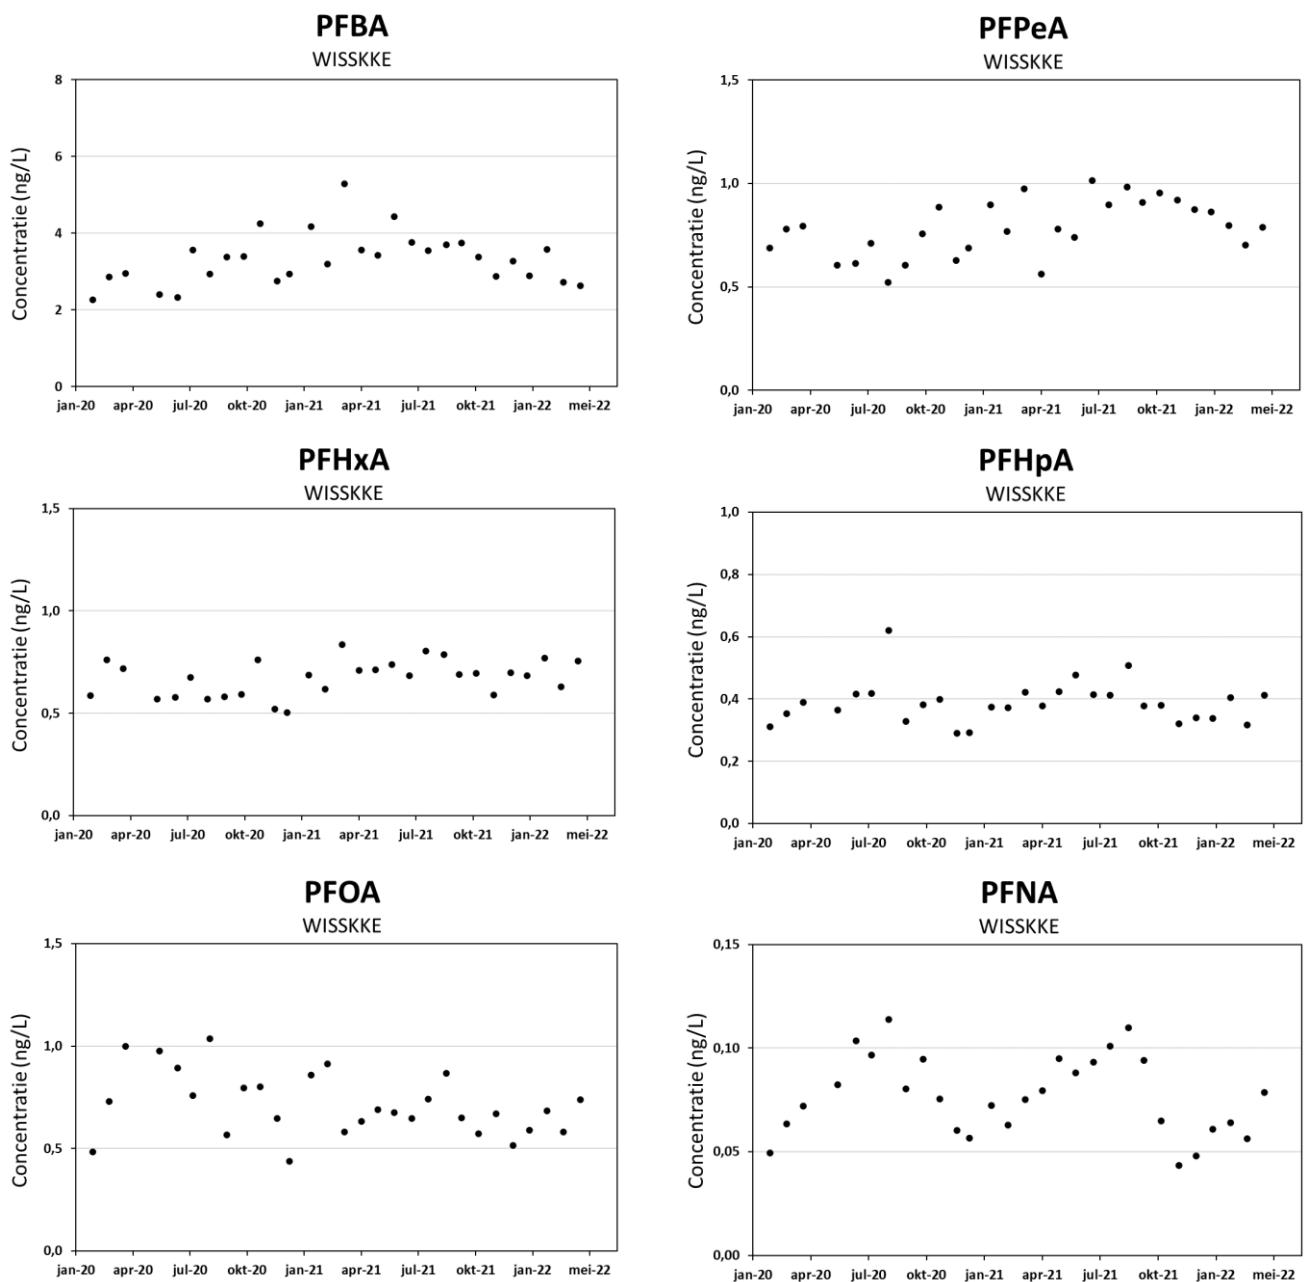 PFBA
WISSKKE
Concentratie (ng/L)
8
6
4
2
0
jan-20 apr-20 jul-20 okt-20 jan-21 apr-21 jul-21 okt-21 jan-22 mei-22
PFPeA
WISSKKE
Concentratie (ng/L)
1,5
1,0
0,5
0,0
jan-20 apr-20 jul-20 okt-20 jan-21 apr-21 jul-21 okt-21 jan-22 mei-22
PFHxA
WISSKKE
Concentratie (ng/L)
1,5
1,0
0,5
0,0
jan-20 apr-20 jul-20 okt-20 jan-21 apr-21 jul-21 okt-21 jan-22 mei-22
PFHpA
WISSKKE
Concentratie (ng/L)
1,0
0,8
0,6
0,4
0,2
0,0
jan-20 apr-20 jul-20 okt-20 jan-21 apr-21 jul-21 okt-21 jan-22 mei-22
PFOA
WISSKKE
Concentratie (ng/L)
1,5
1,0
0,5
0,0
jan-20 apr-20 jul-20 okt-20 jan-21 apr-21 jul-21 okt-21 jan-22 mei-22
PFNA
WISSKKE
Concentratie (ng/L)
0,15
0,10
0,05
0,00
jan-20 apr-20 jul-20 okt-20 jan-21 apr-21 jul-21 okt-21 jan-22 mei-22